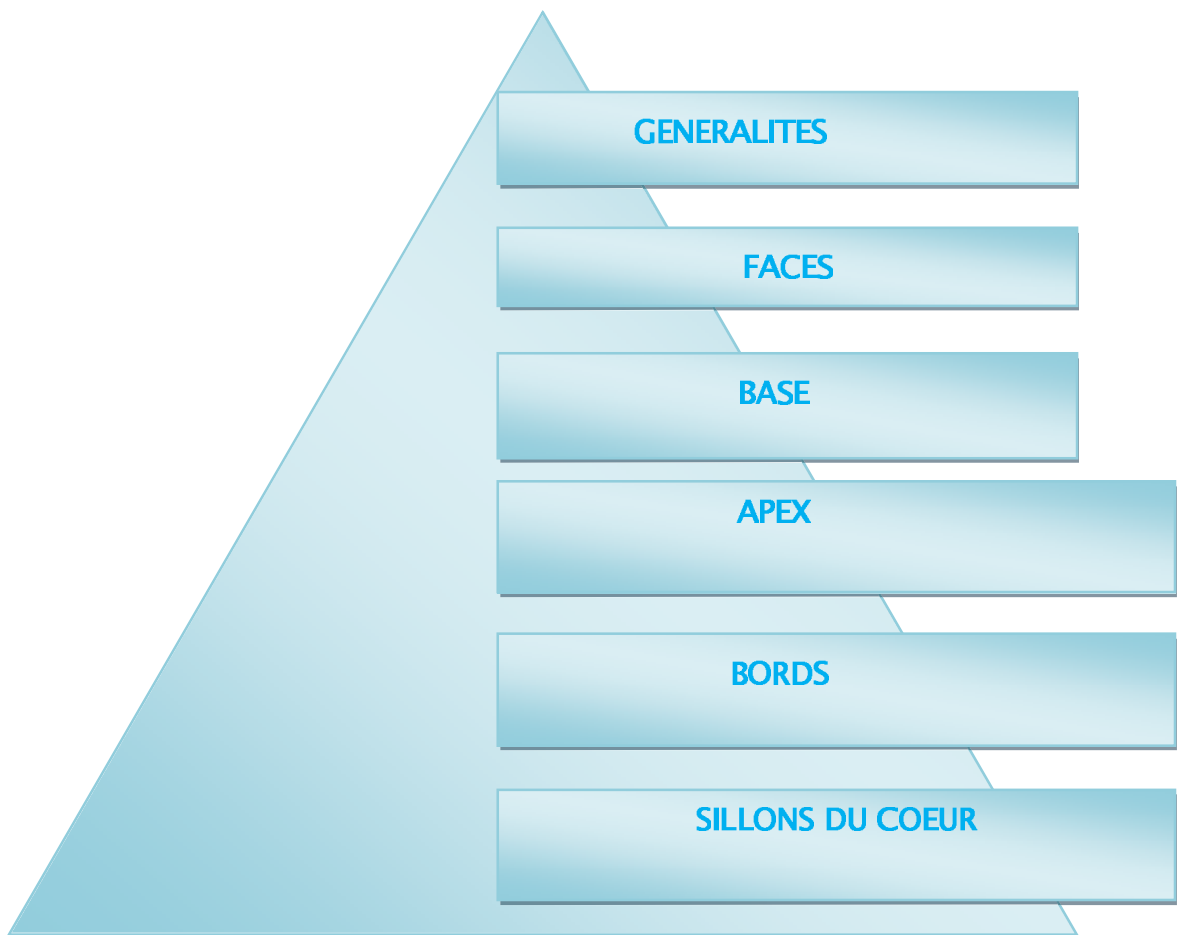 GENERALITES
FACES
BASE
APEX
BORDS
SILLONS DU COEUR